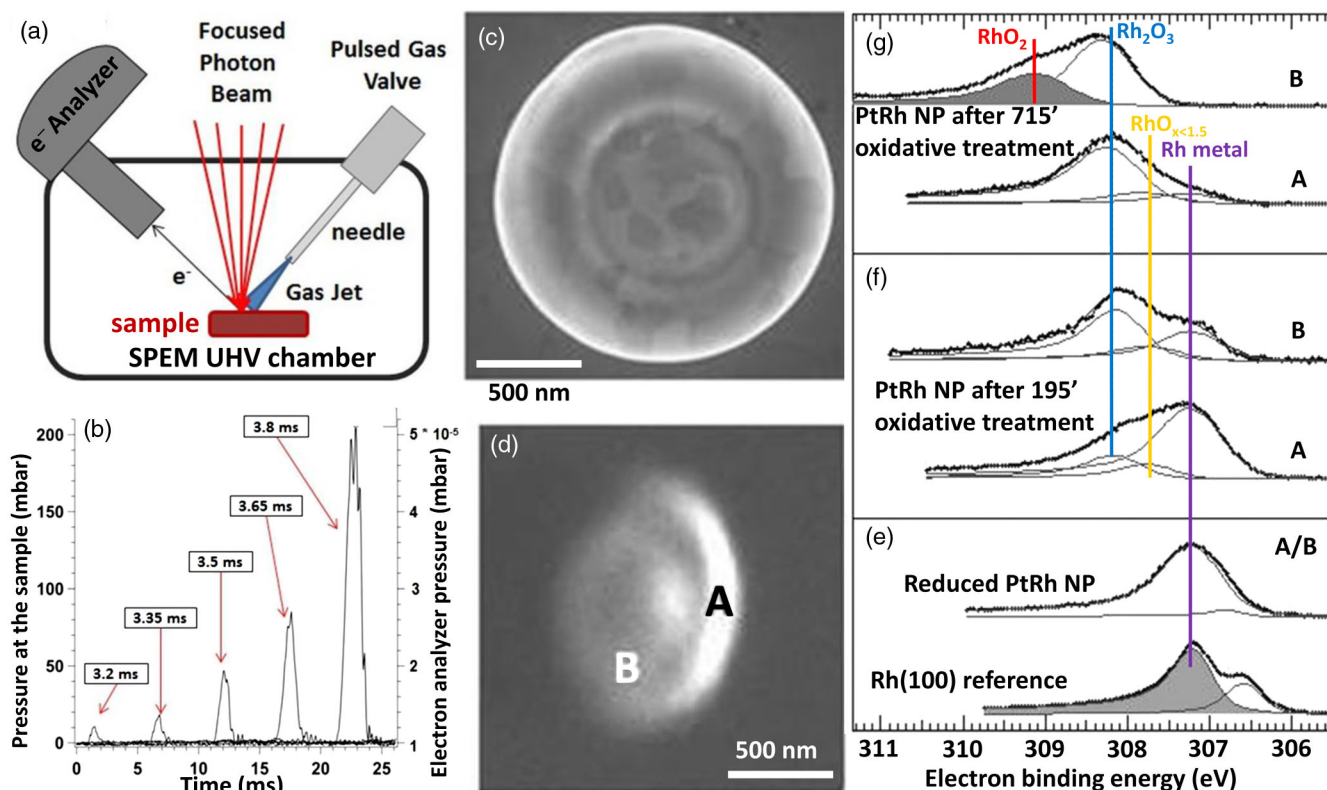 (a)
Focused
Photon
Beam
Pulsed Gas
Valve
e⁻ Analyzer
needle
e⁻
Gas Jet
sample
SPEM UHV chamber
(b)
Pressure at the sample (mbar)
200
150
100
50
0
3.2 ms
3.35 ms
3.5 ms
3.65 ms
3.8 ms
5 * 10⁻⁵
4
3
2
1
Electron analyzer pressure (mbar)
0 5 10 15 20 25
Time (ms)
(c)
500 nm
(d)
A
B
500 nm
(g)
RhO₂
Rh₂O₃
B
PtRh NP after 715'
oxidative treatment
RhOₓ<₁.₅
Rh metal
A
(f)
B
PtRh NP after 195'
oxidative treatment
A
(e)
A/B
Reduced PtRh NP
Rh(100) reference
311 310 309 308 307 306
Electron binding energy (eV)